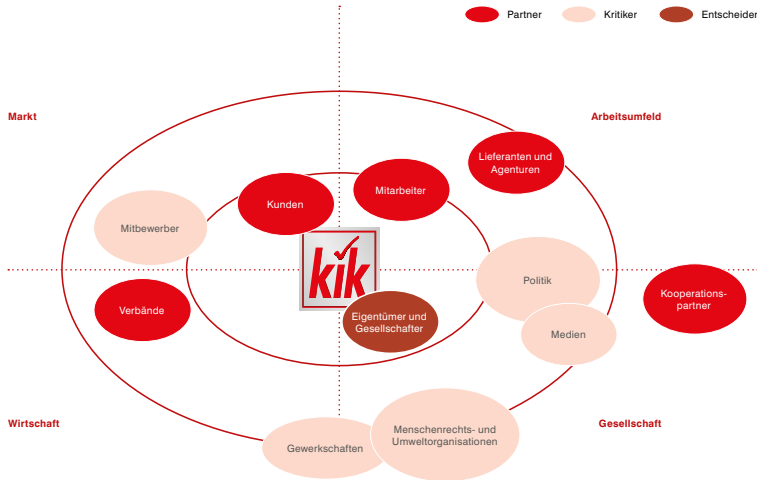 Partner
Kritiker
Entscheider
Markt
Arbeitsumfeld
Lieferanten und
Agenturen
Mitarbeiter
Kunden
Mitbewerber
kik
Politik
Kooperations-
partner
Verbände
Eigentümer und
Gesellschafter
Medien
Wirtschaft
Gesellschaft
Menschenrechts- und
Umweltorganisationen
Gewerkschaften